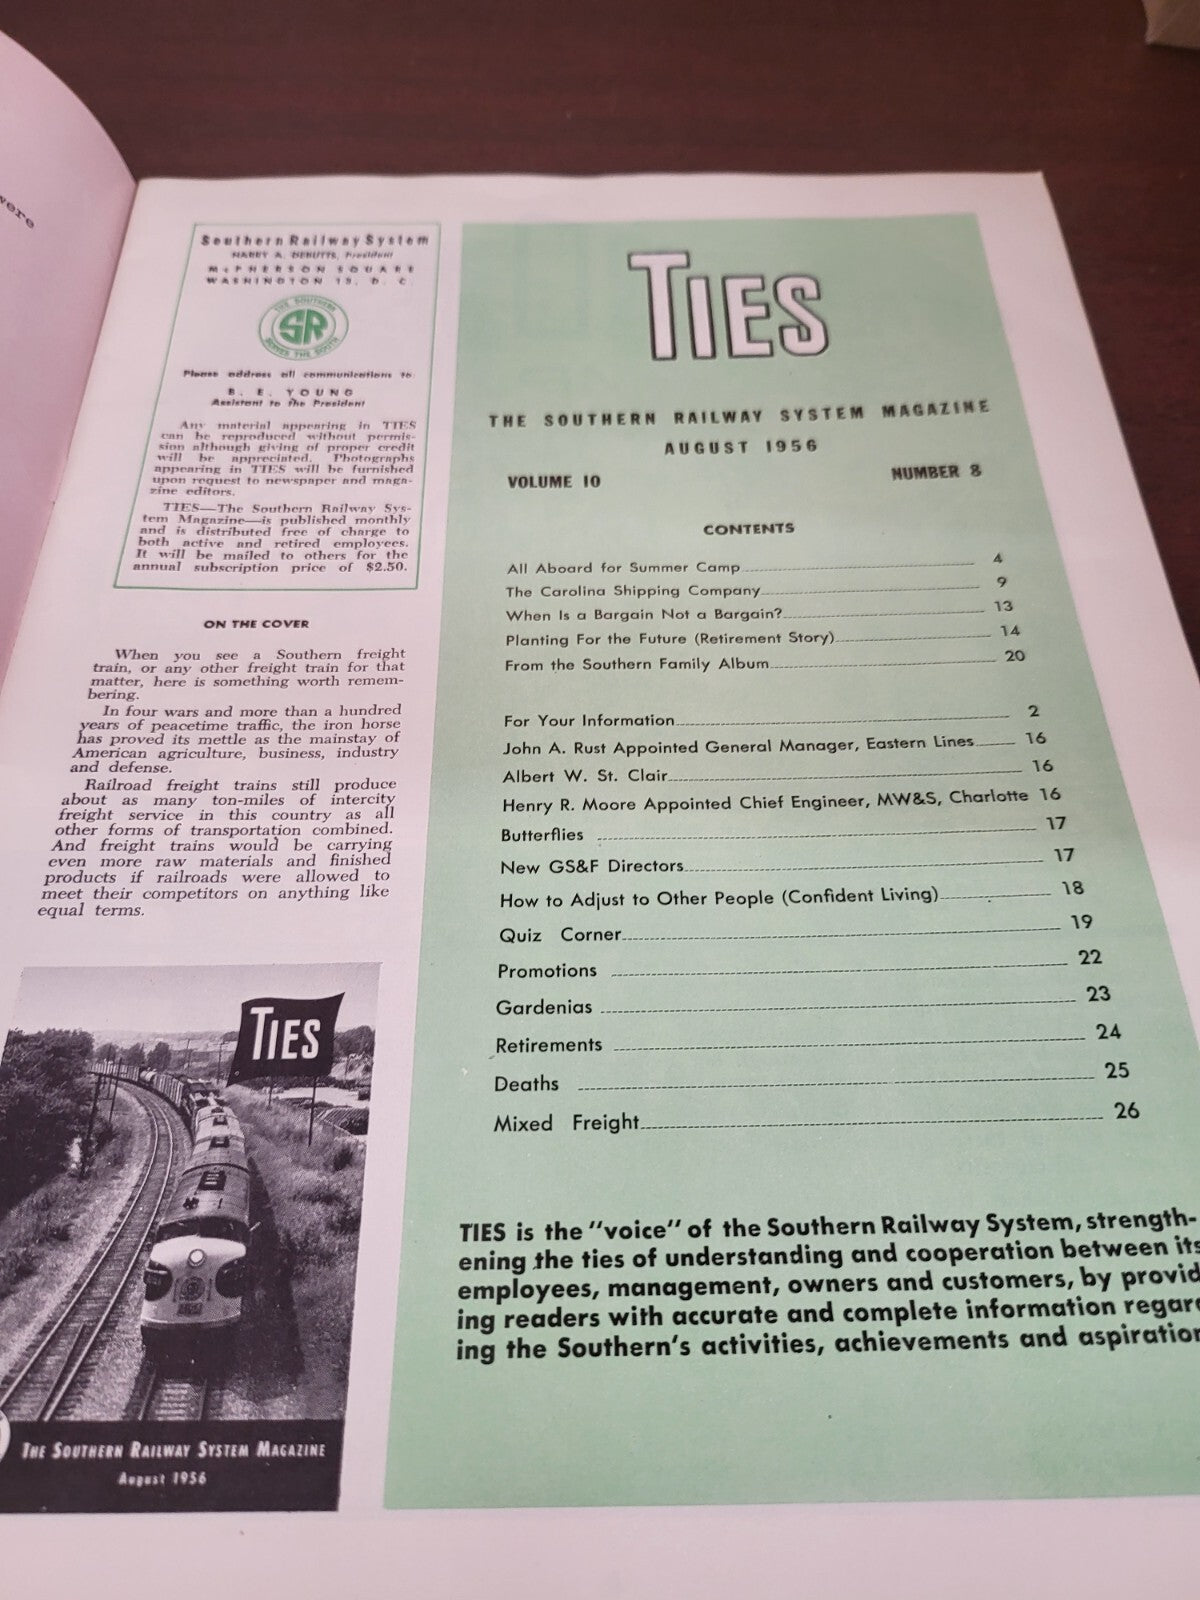 were
Southern Railway System
HARRY A. DEBUTTS, President
McPHERSON SQUARE
WASHINGTON 13, D. C.
THE SOUTHERN
SR
SERVES THE SOUTH
Please address all communications to:
B. E. YOUNG
Assistant to the President
Any material appearing in TIES
can be reproduced without permis-
sion although giving of proper credit
will be appreciated. Photographs
appearing in TIES will be furnished
upon request to newspaper and maga-
zine editors.
TIES—The Southern Railway Sys-
tem Magazine—is published monthly
and is distributed free of charge to
both active and retired employees.
It will be mailed to others for the
annual subscription price of $2.50.
ON THE COVER
When you see a Southern freight
train, or any other freight train for that
matter, here is something worth remem-
bering.
In four wars and more than a hundred
years of peacetime traffic, the iron horse
has proved its mettle as the mainstay of
American agriculture, business, industry
and defense.
Railroad freight trains still produce
about as many ton-miles of intercity
freight service in this country as all
other forms of transportation combined.
And freight trains would be carrying
even more raw materials and finished
products if railroads were allowed to
meet their competitors on anything like
equal terms.
TIES
THE SOUTHERN RAILWAY SYSTEM MAGAZINE
August 1956
TIES
THE SOUTHERN RAILWAY SYSTEM MAGAZINE
AUGUST 1956
VOLUME 10 NUMBER 8
CONTENTS
All Aboard for Summer Camp 4
The Carolina Shipping Company 9
When Is a Bargain Not a Bargain? 13
Planting For the Future (Retirement Story) 14
From the Southern Family Album 20
For Your Information 2
John A. Rust Appointed General Manager, Eastern Lines 16
Albert W. St. Clair 16
Henry R. Moore Appointed Chief Engineer, MW&S, Charlotte 16
Butterflies 17
New GS&F Directors 17
How to Adjust to Other People (Confident Living) 18
Quiz Corner 19
Promotions 22
Gardenias 23
Retirements 24
Deaths 25
Mixed Freight 26
TIES is the "voice" of the Southern Railway System, strength-
ening the ties of understanding and cooperation between its
employees, management, owners and customers, by provid
ing readers with accurate and complete information regar
ing the Southern's activities, achievements and aspiration